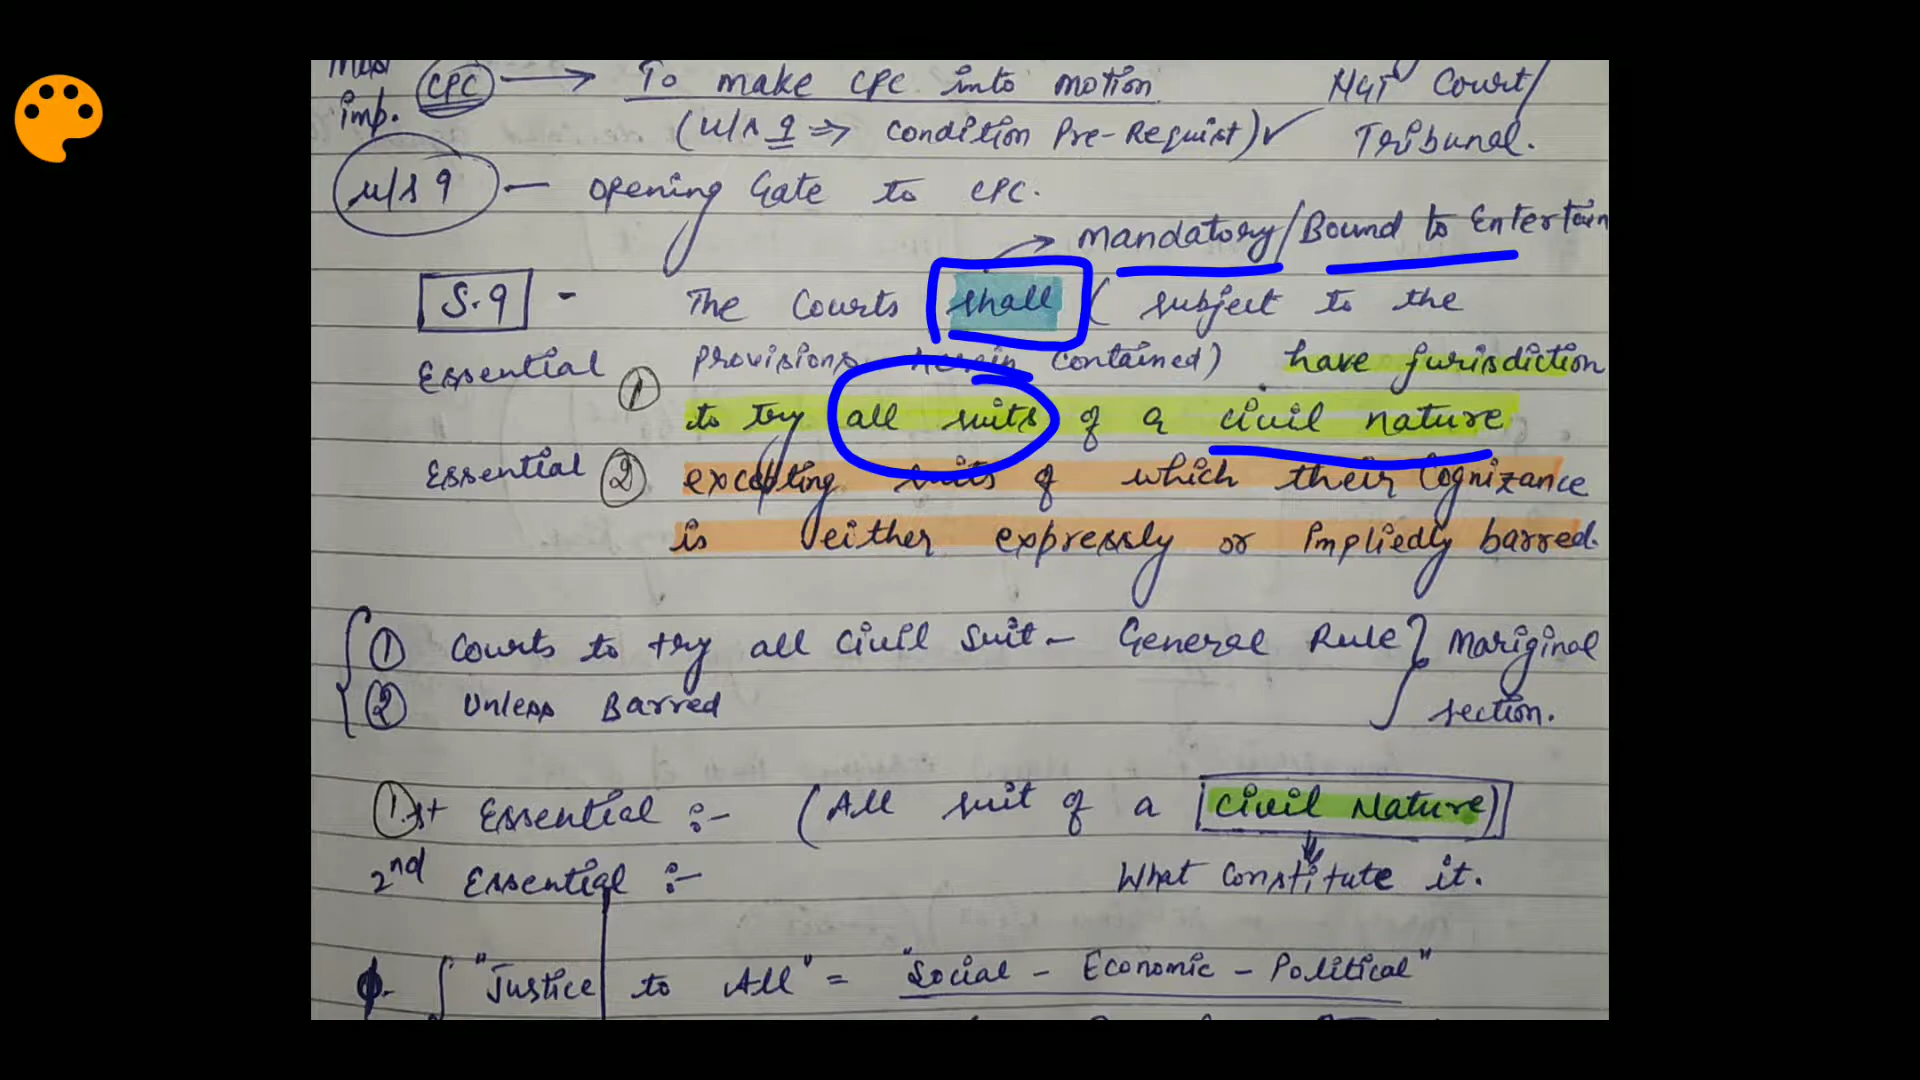 Most CPC → To make CPC into motion
imp. (u/s 9 ⇒ Condition Pre-Requist) ✓
Court/
Tribunal.
u/s 9 — opening Gate to CPC.
→ Mandatory/Bound to Entertain
S.9 - The Courts shall (subject to the
Essential ① provisions herein contained) have jurisdiction
to try all suits of a civil nature
Essential ② excepting suits of which their Cognizance
is either expressly or Impliedly barred.
① Courts to try all Civil Suit – General Rule
② Unless Barred
Mariginal
section.
①st Essential :- (All suit of a Civil Nature)
2nd Essential :-
What Constitute it.
"Justice to All" = "Social - Economic - Political"